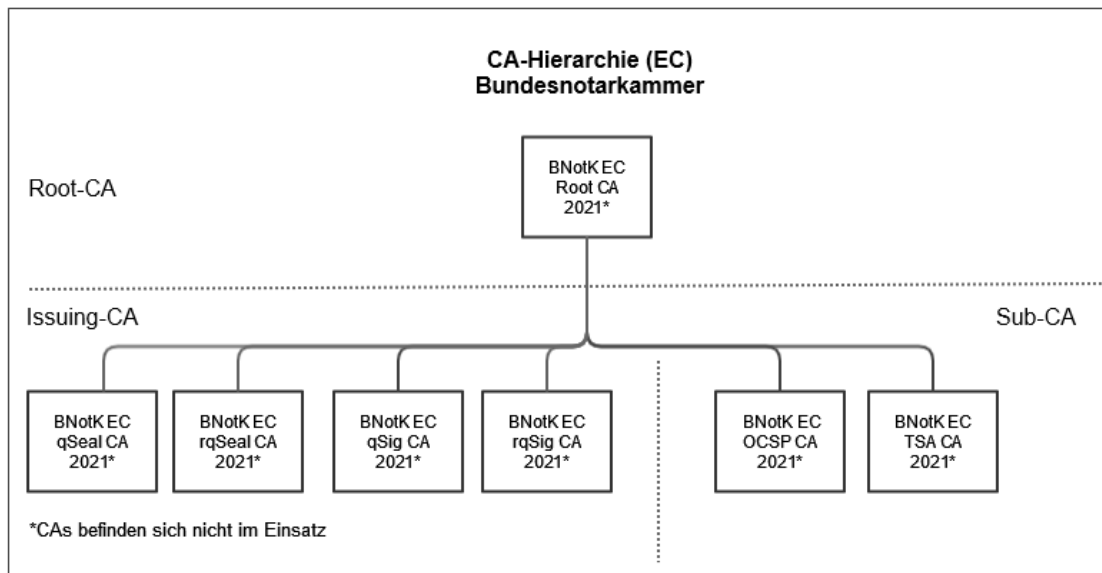 CA-Hierarchie (EC)
Bundesnotarkammer
Root-CA
BNotK EC
Root CA
2021*
Issuing-CA
Sub-CA
BNotK EC
qSeal CA
2021*
BNotK EC
rqSeal CA
2021*
BNotK EC
qSig CA
2021*
BNotK EC
rqSig CA
2021*
BNotK EC
OCSP CA
2021*
BNotK EC
TSA CA
2021*
*CAs befinden sich nicht im Einsatz